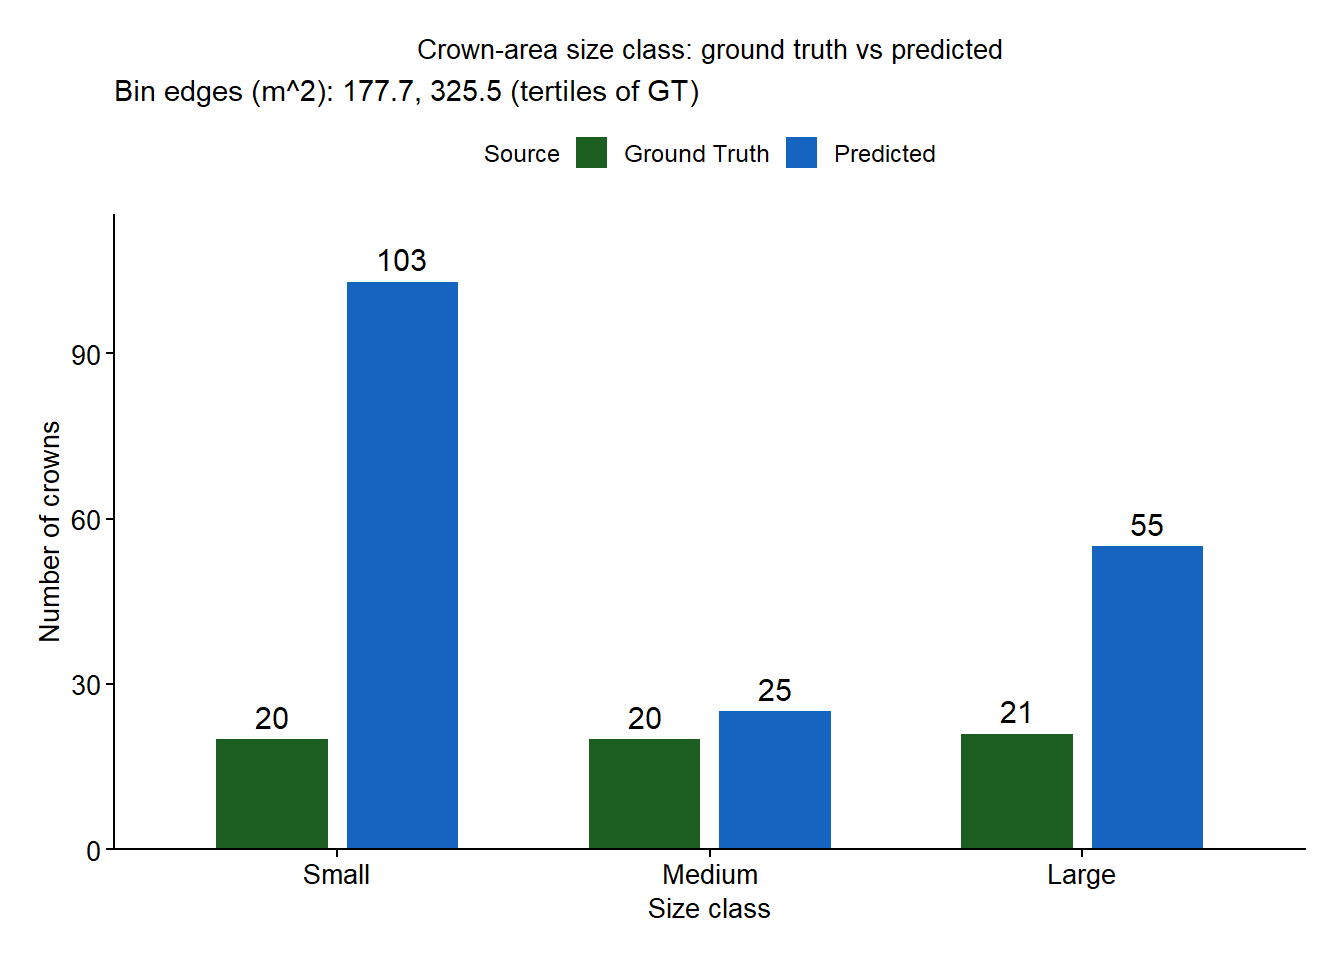 Crown-area size class: ground truth vs predicted
Bin edges (m^2): 177.7, 325.5 (tertiles of GT)
Source Ground Truth Predicted
Number of crowns
90
60
30
0
103
55
20
20
25
21
Small Medium Large
Size class